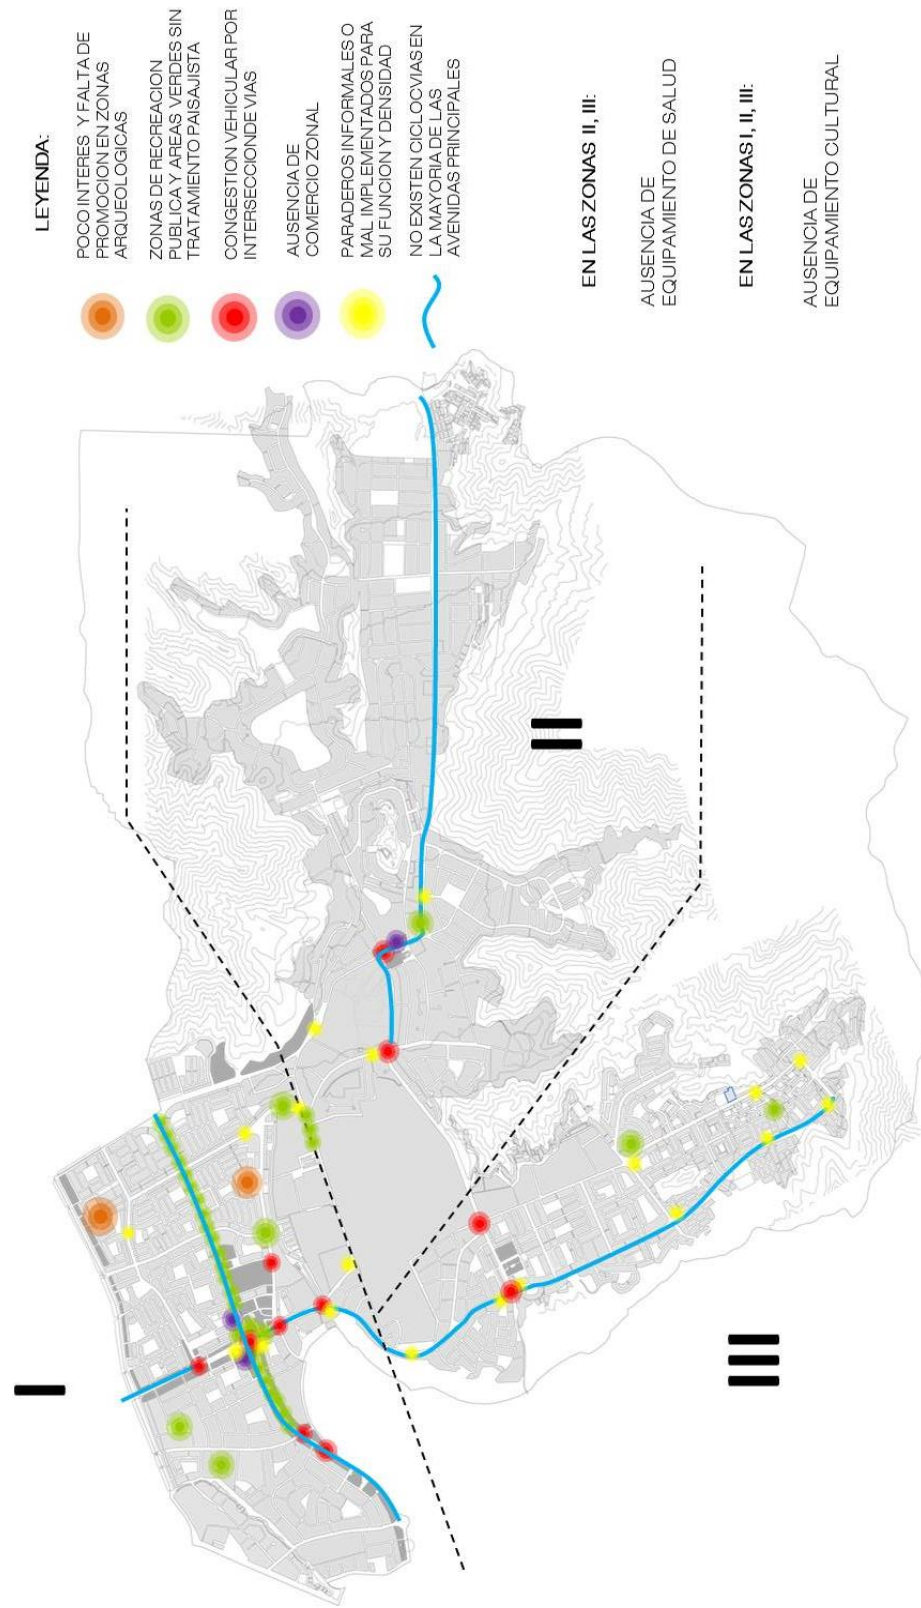 LEYENDA:
POCO INTERES Y FALTA DE
PROMOCION EN ZONAS
ARQUEOLOGICAS
ZONAS DE RECREACION
PUBLICA Y AREAS VERDES SIN
TRATAMIENTO PAISAJISTA
CONGESTION VEHICULAR POR
INTERSECCION DE VIAS
AUSENCIA DE
COMERCIO ZONAL
PARADEROS INFORMALES O
MAL IMPLEMENTADOS PARA
SU FUNCION Y DENSIDAD
NO EXISTEN CICLOCVIAS EN
LA MAYORIA DE LAS
AVENIDAS PRINCIPALES
EN LAS ZONAS II, III:
AUSENCIA DE
EQUIPAMIENTO DE SALUD
EN LAS ZONAS I, II, III:
AUSENCIA DE
EQUIPAMIENTO CULTURAL
I
II
III